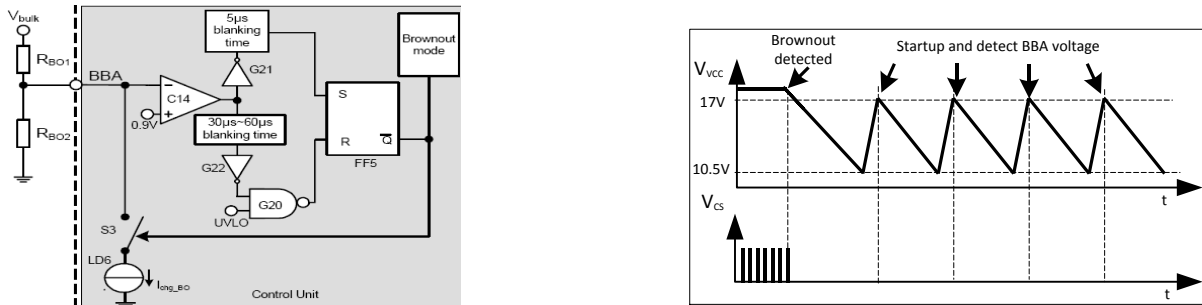 Vbulk
RBO1
RBO2
BBA
5µs
blanking
time
G21
Brownout
mode
C14
0.9V
30µs~60µs
blanking time
G22
G20
UVLO
S
R
Q
FF5
S3
LD6
Ichg_BO
Control Unit
Brownout
detected
Startup and detect BBA voltage
VVCC
17V
10.5V
t
VCS
t